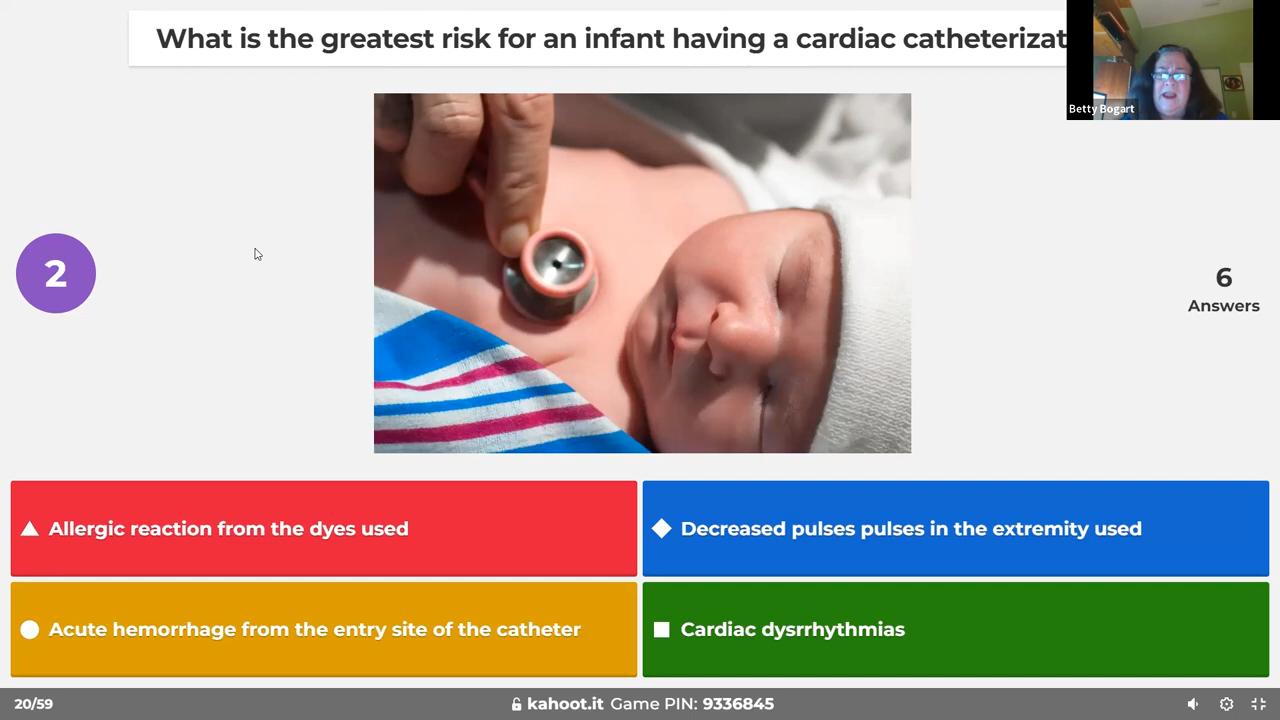 What is the greatest risk for an infant having a cardiac catheterizat
Betty Bogart
2
6
Answers
Allergic reaction from the dyes used
Decreased pulses pulses in the extremity used
Acute hemorrhage from the entry site of the catheter
Cardiac dysrrhythmias
20/59
kahoot.it Game PIN: 9336845